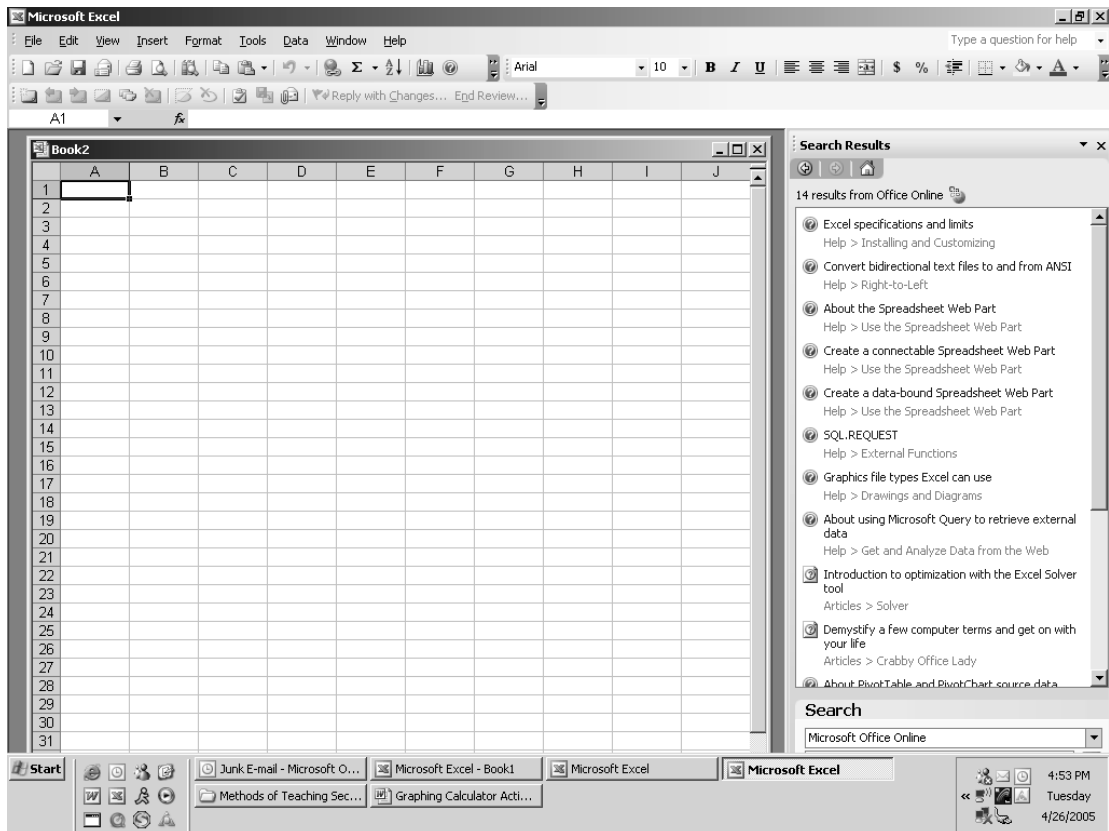 Microsoft Excel
File Edit View Insert Format Tools Data Window Help
Type a question for help
Arial 10 B I U $ %
Reply with Changes... End Review...
A1 fx
Book2
A B C D E F G H I J
1
2
3
4
5
6
7
8
9
10
11
12
13
14
15
16
17
18
19
20
21
22
23
24
25
26
27
28
29
30
31
Search Results
14 results from Office Online
Excel specifications and limits
Help > Installing and Customizing
Convert bidirectional text files to and from ANSI
Help > Right-to-Left
About the Spreadsheet Web Part
Help > Use the Spreadsheet Web Part
Create a connectable Spreadsheet Web Part
Help > Use the Spreadsheet Web Part
Create a data-bound Spreadsheet Web Part
Help > Use the Spreadsheet Web Part
SQL.REQUEST
Help > External Functions
Graphics file types Excel can use
Help > Drawings and Diagrams
About using Microsoft Query to retrieve external
data
Help > Get and Analyze Data from the Web
Introduction to optimization with the Excel Solver
tool
Articles > Solver
Demystify a few computer terms and get on with
your life
Articles > Crabby Office Lady
About PivotTable and PivotChart source data
Search
Microsoft Office Online
Start
Junk E-mail - Microsoft O... Microsoft Excel - Book1 Microsoft Excel Microsoft Excel
Methods of Teaching Sec... Graphing Calculator Acti...
4:53 PM
Tuesday
4/26/2005